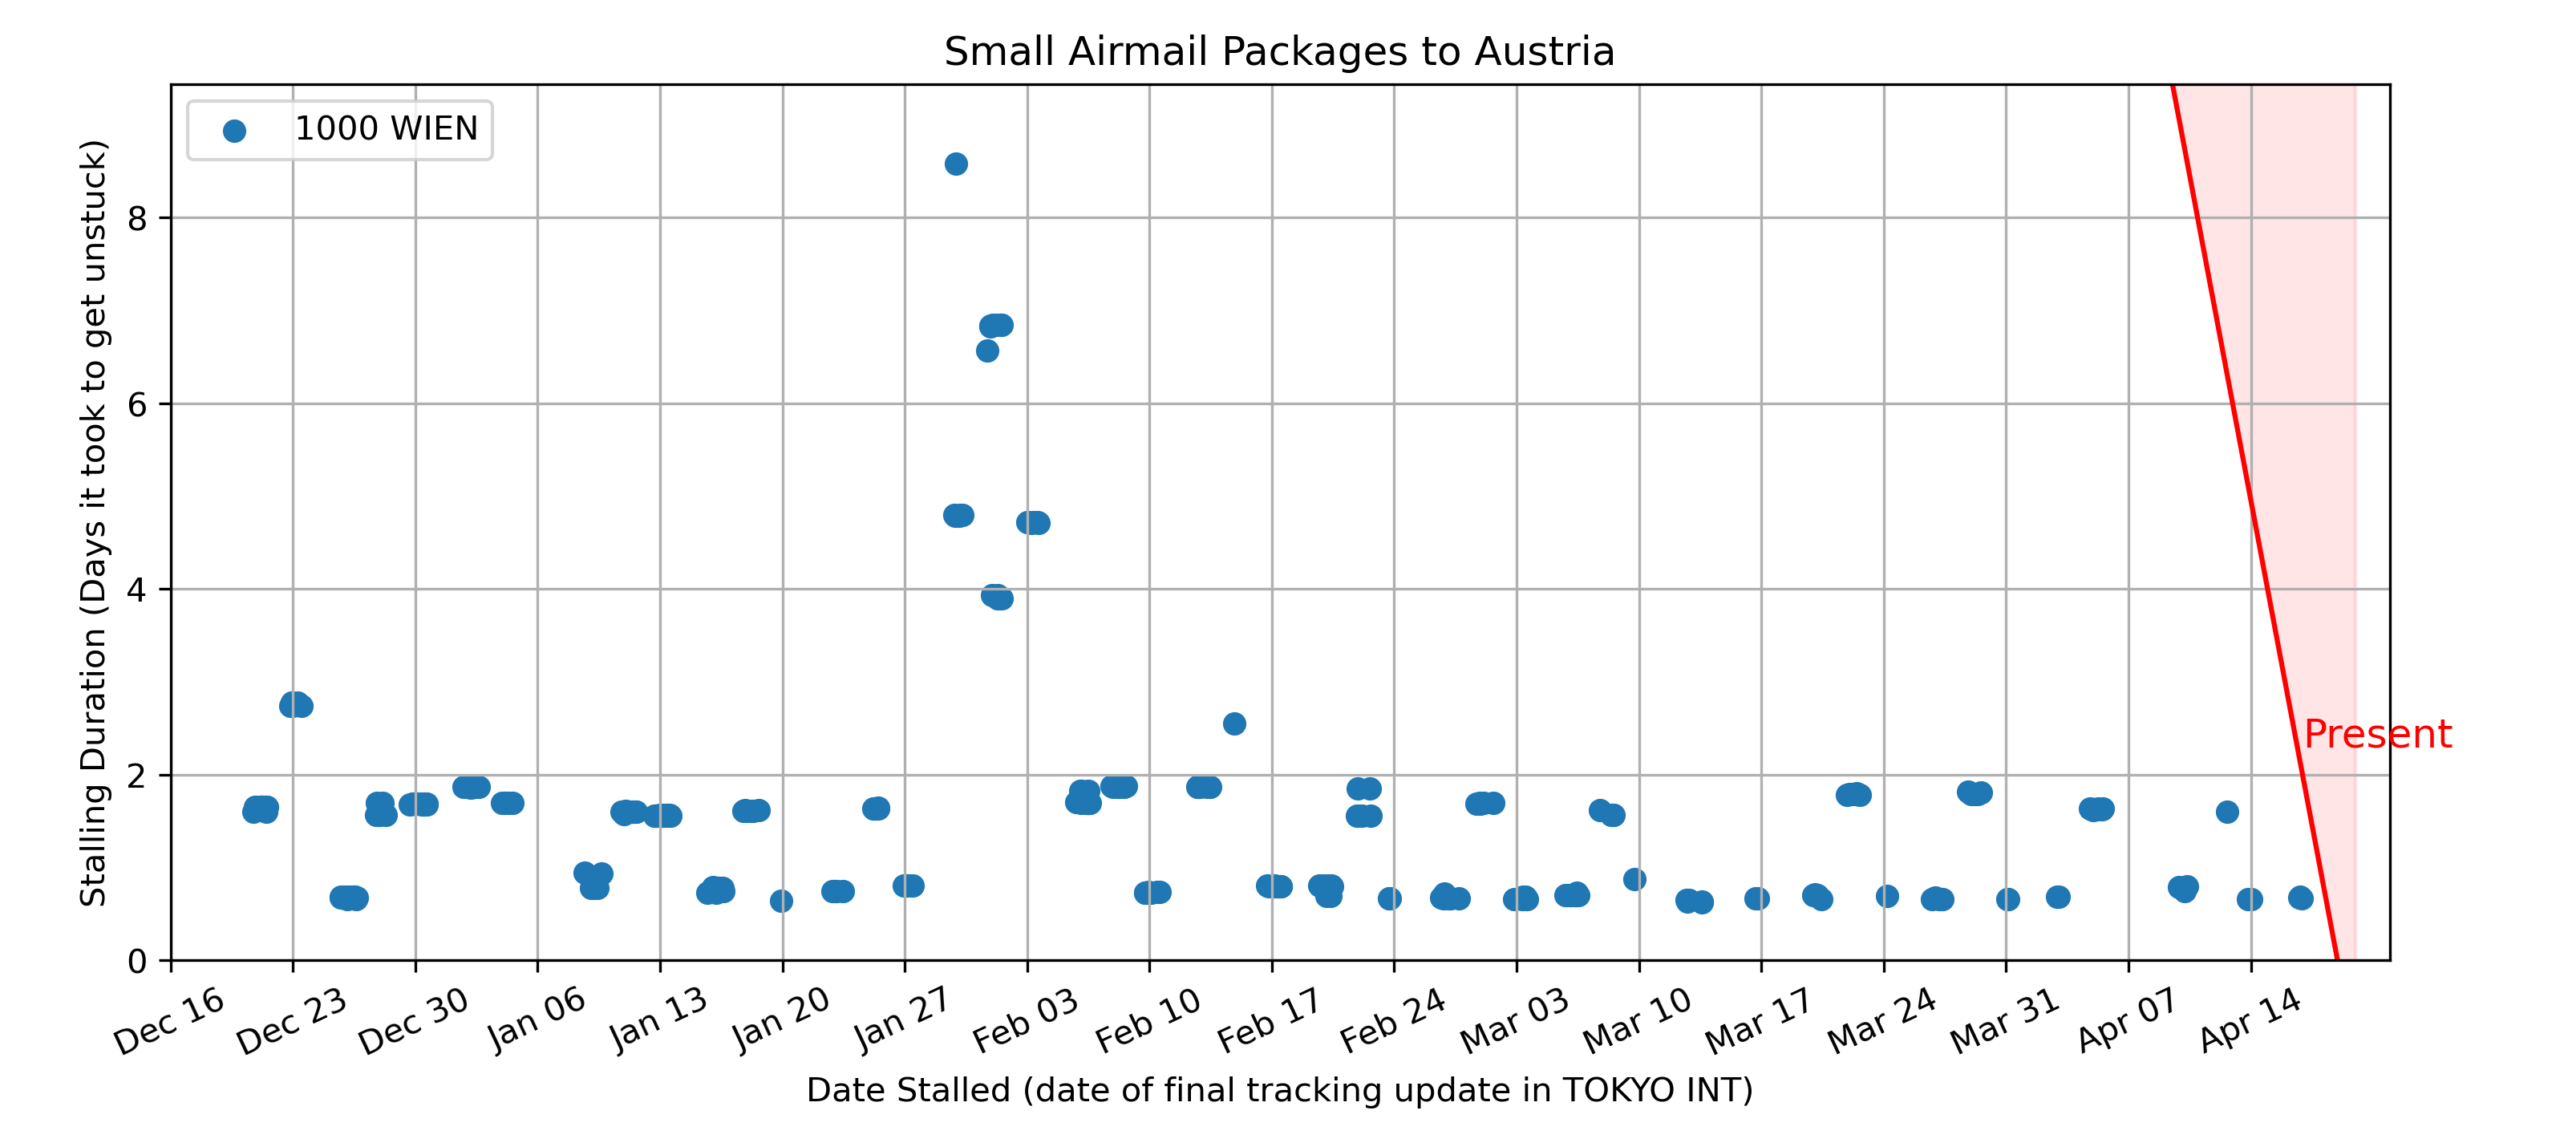 Small Airmail Packages to Austria
1000 WIEN
Stalling Duration (Days it took to get unstuck)
8
6
4
2
0
Present
Dec 16
Dec 23
Dec 30
Jan 06
Jan 13
Jan 20
Jan 27
Feb 03
Feb 10
Feb 17
Feb 24
Mar 03
Mar 10
Mar 17
Mar 24
Mar 31
Apr 07
Apr 14
Date Stalled (date of final tracking update in TOKYO INT)